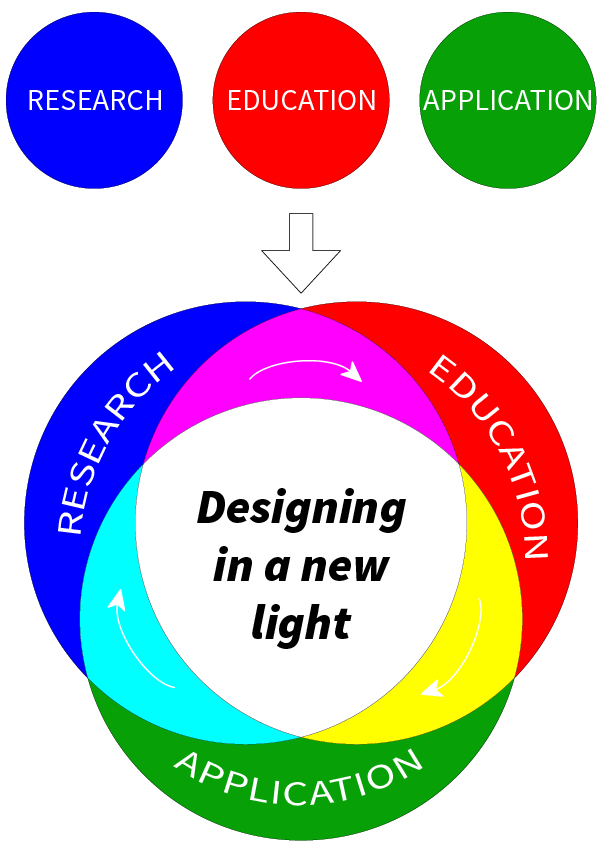 RESEARCH
EDUCATION
APPLICATION
RESEARCH
EDUCATION
Designing
in a new
light
APPLICATION